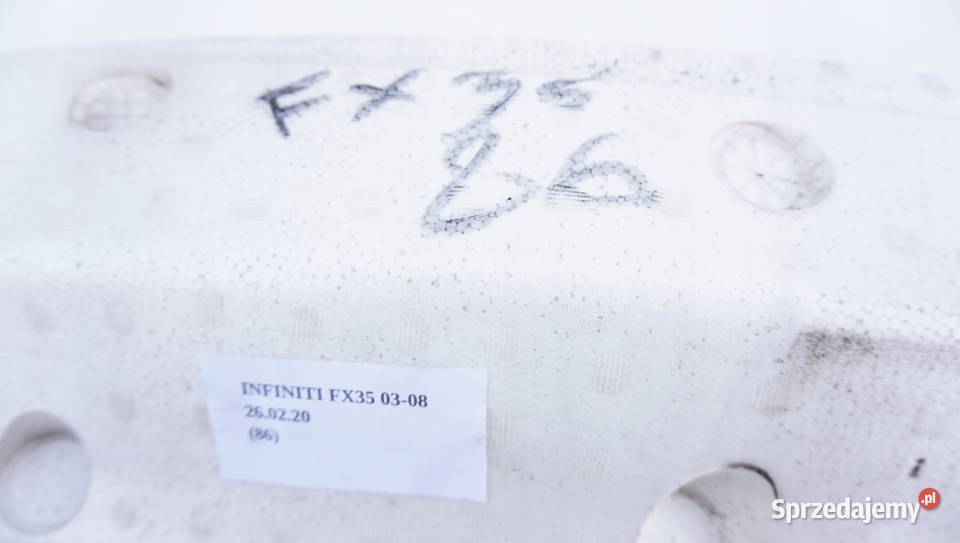 FX35
86
INFINITI FX35 03-08
26.02.20
(86)
Sprzedajemy.pl